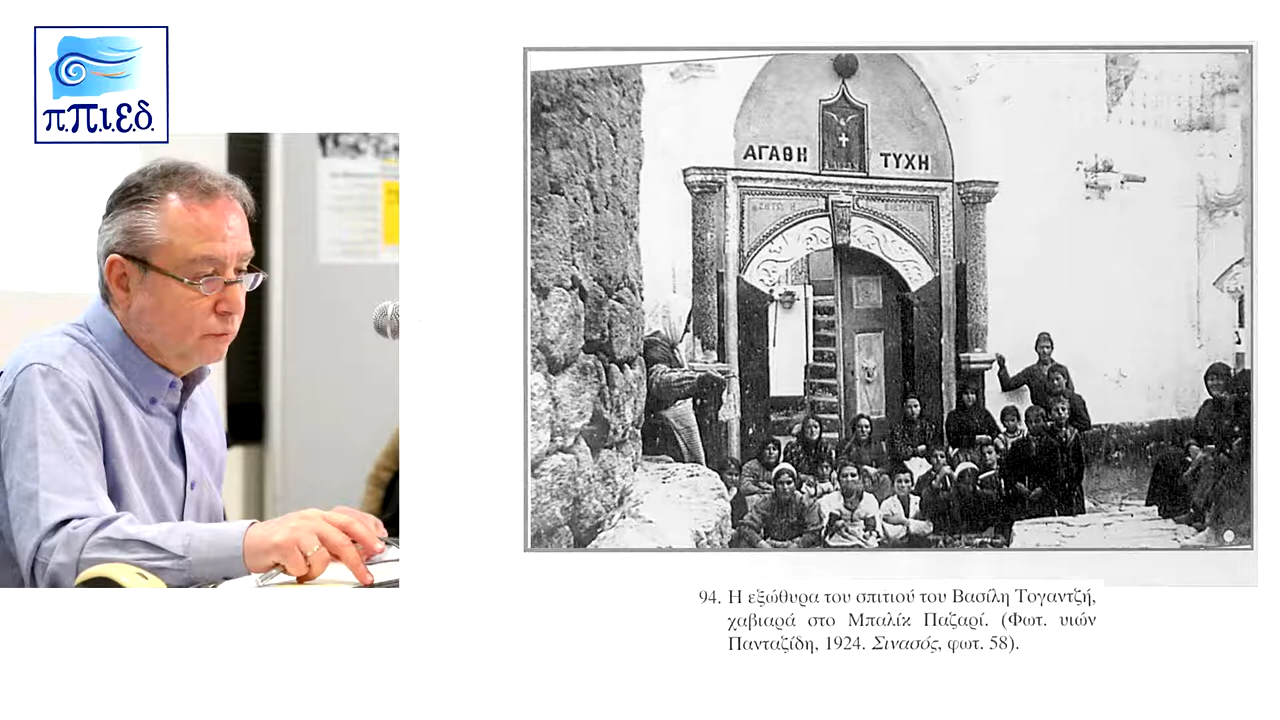 π.Π.ι.ε.δ.
ΑΓΑΘΗ ΤΥΧΗ
94. Η εξώθυρα του σπιτιού του Βασίλη Τογαντζή,
χαβιαρά στο Μπαλίκ Παζαρί. (Φωτ. υιών
Πανταζίδη, 1924. Σινασός, φωτ. 58).